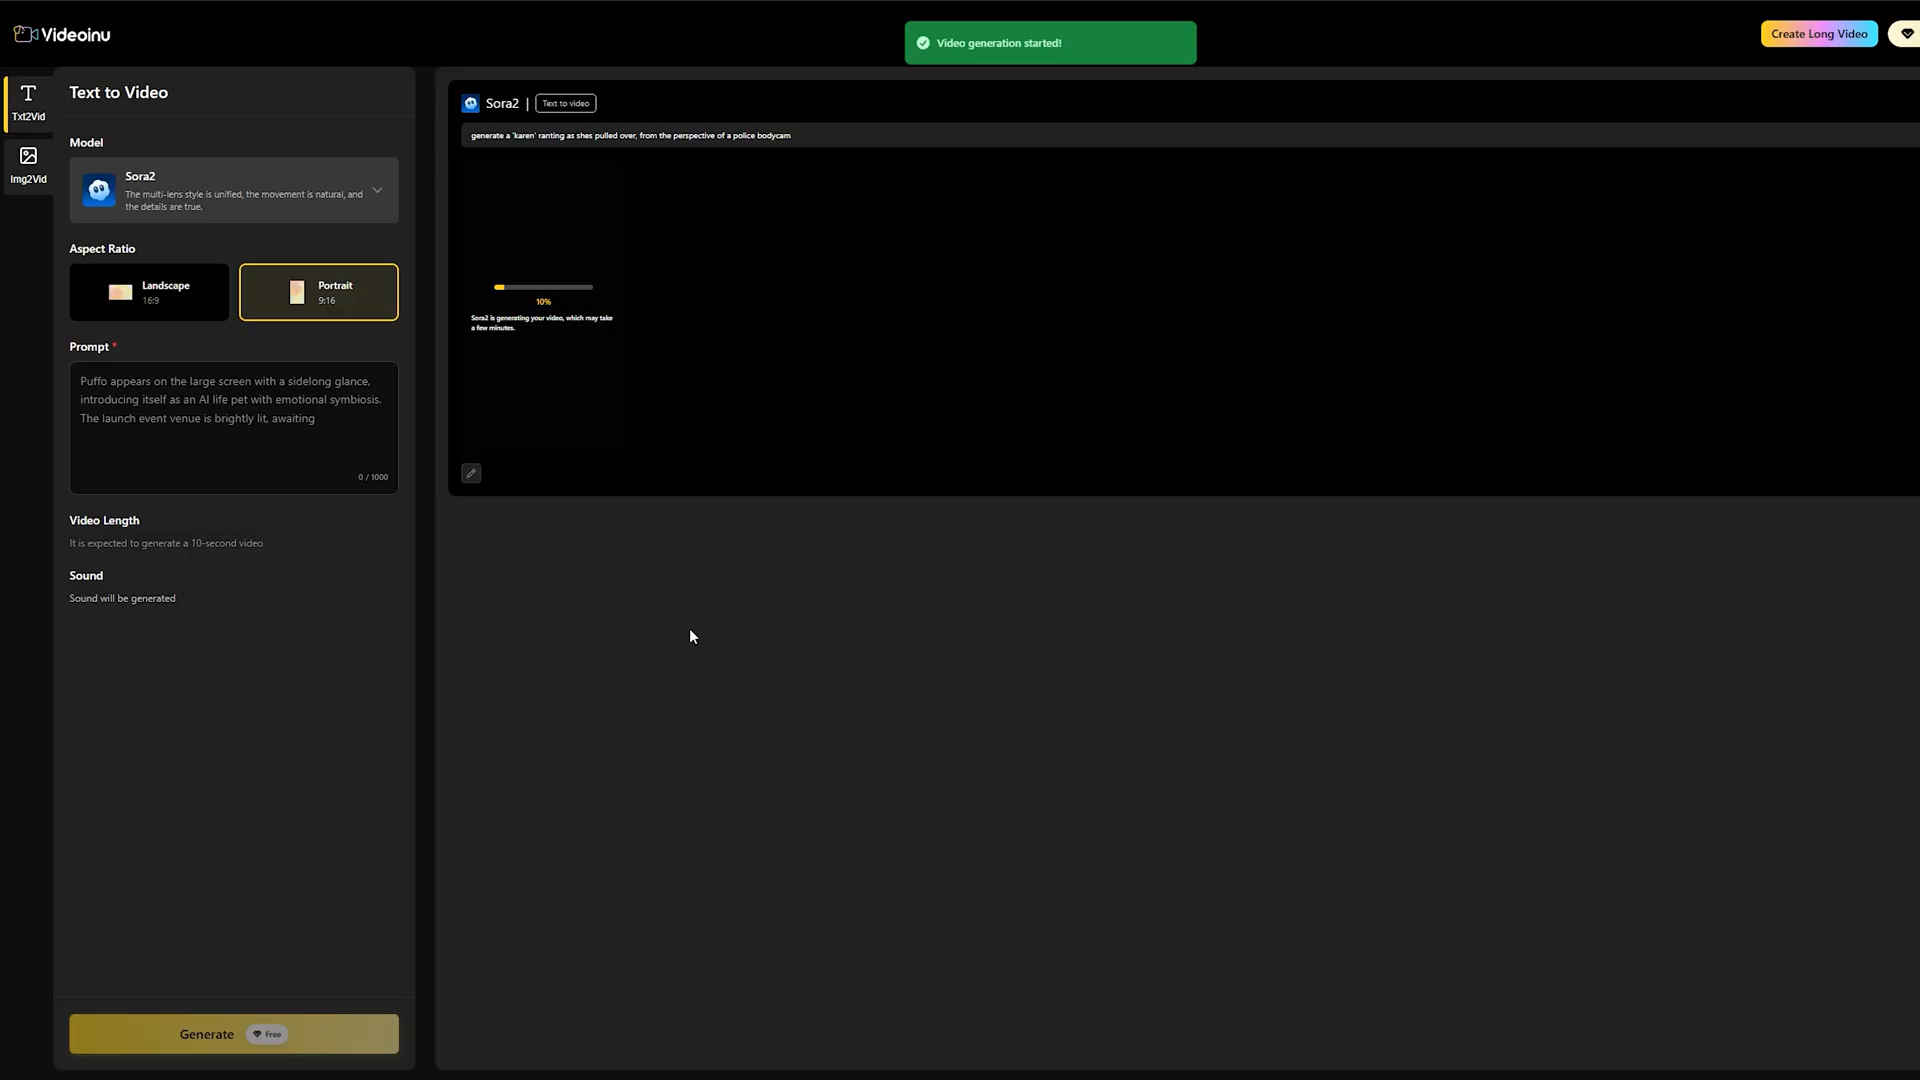 Videoinu
Video generation started!
Create Long Video
Txt2Vid
Img2Vid
Text to Video
Model
Sora2
The multi-lens style is unified, the movement is natural, and
the details are true.
Aspect Ratio
Landscape
16:9
Portrait
9:16
Prompt *
Puffo appears on the large screen with a sidelong glance,
introducing itself as an AI life pet with emotional symbiosis.
The launch event venue is brightly lit, awaiting
0 / 1000
Video Length
It is expected to generate a 10-second video
Sound
Sound will be generated
Generate Free
Sora2 | Text to video
generate a 'karen' ranting as shes pulled over, from the perspective of a police bodycam
10%
Sora2 is generating your video, which may take
a few minutes.